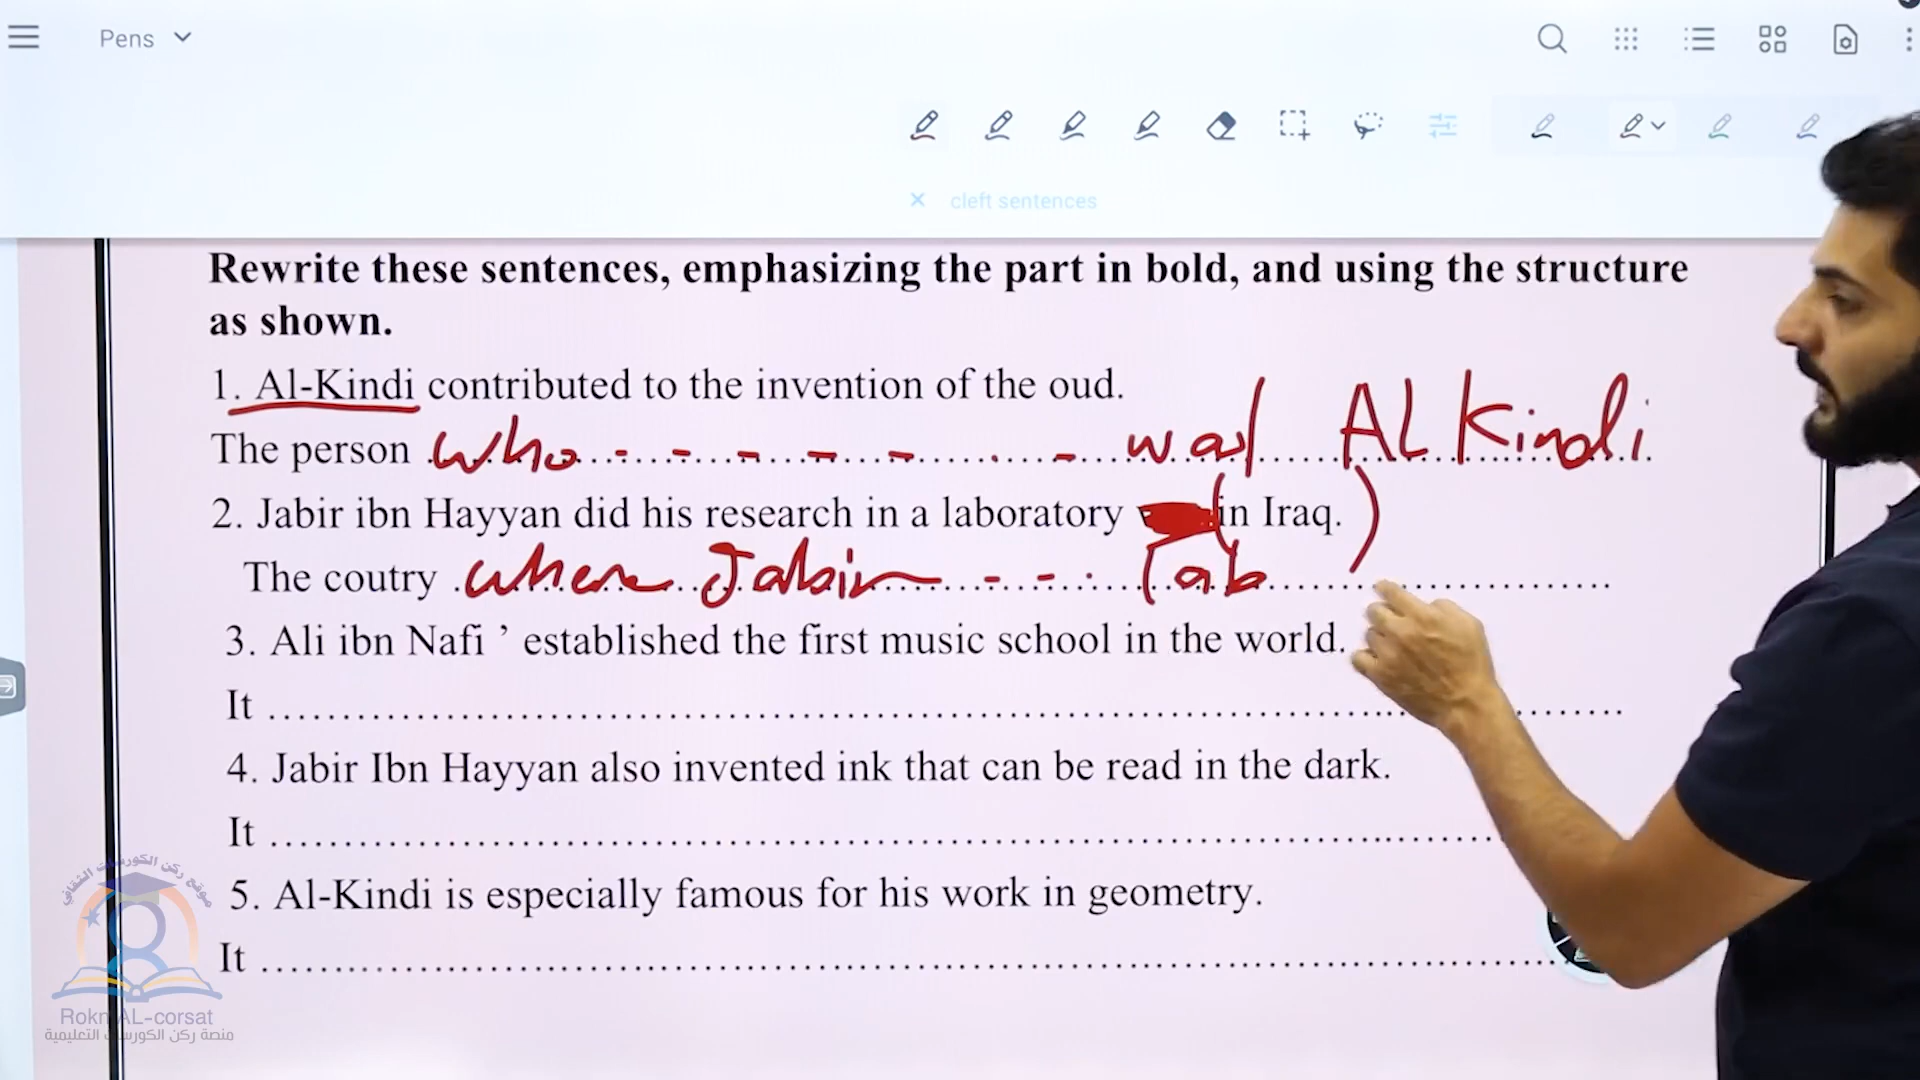 Pens
cleft sentences
Rewrite these sentences, emphasizing the part in bold, and using the structure
as shown.
1. Al-Kindi contributed to the invention of the oud.
The person who - - - - - . - was AL Kindi
2. Jabir ibn Hayyan did his research in a laboratory in Iraq.
The coutry where Jabir - - . lab
3. Ali ibn Nafi ’ established the first music school in the world.
It
4. Jabir Ibn Hayyan also invented ink that can be read in the dark.
It
5. Al-Kindi is especially famous for his work in geometry.
It
موقع ركن الكورسات الثقافي
Rokn AL-corsat
منصة ركن الكورسات التعليمية